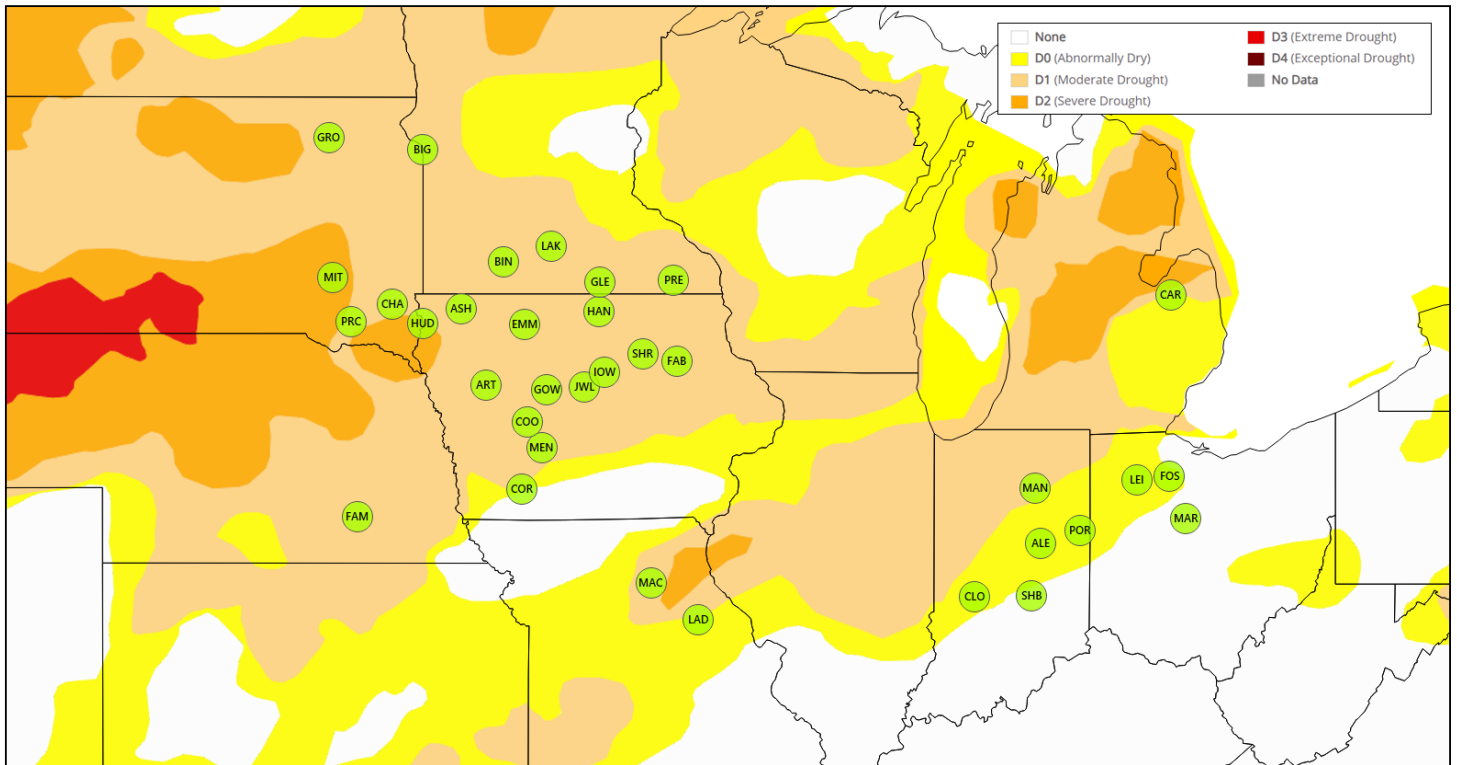 None
D0 (Abnormally Dry)
D1 (Moderate Drought)
D2 (Severe Drought)
D3 (Extreme Drought)
D4 (Exceptional Drought)
No Data
GRO
BIG
LAK
BIN
MIT
GLE
PRE
CAR
CHA
ASH
HAN
PRC
HUD
EMM
SHR
FAB
IOW
ART
GOW
JWL
COO
MEN
COR
MAN
LEI
FOS
FAM
MAR
POR
ALE
MAC
CLO
SHB
LAD